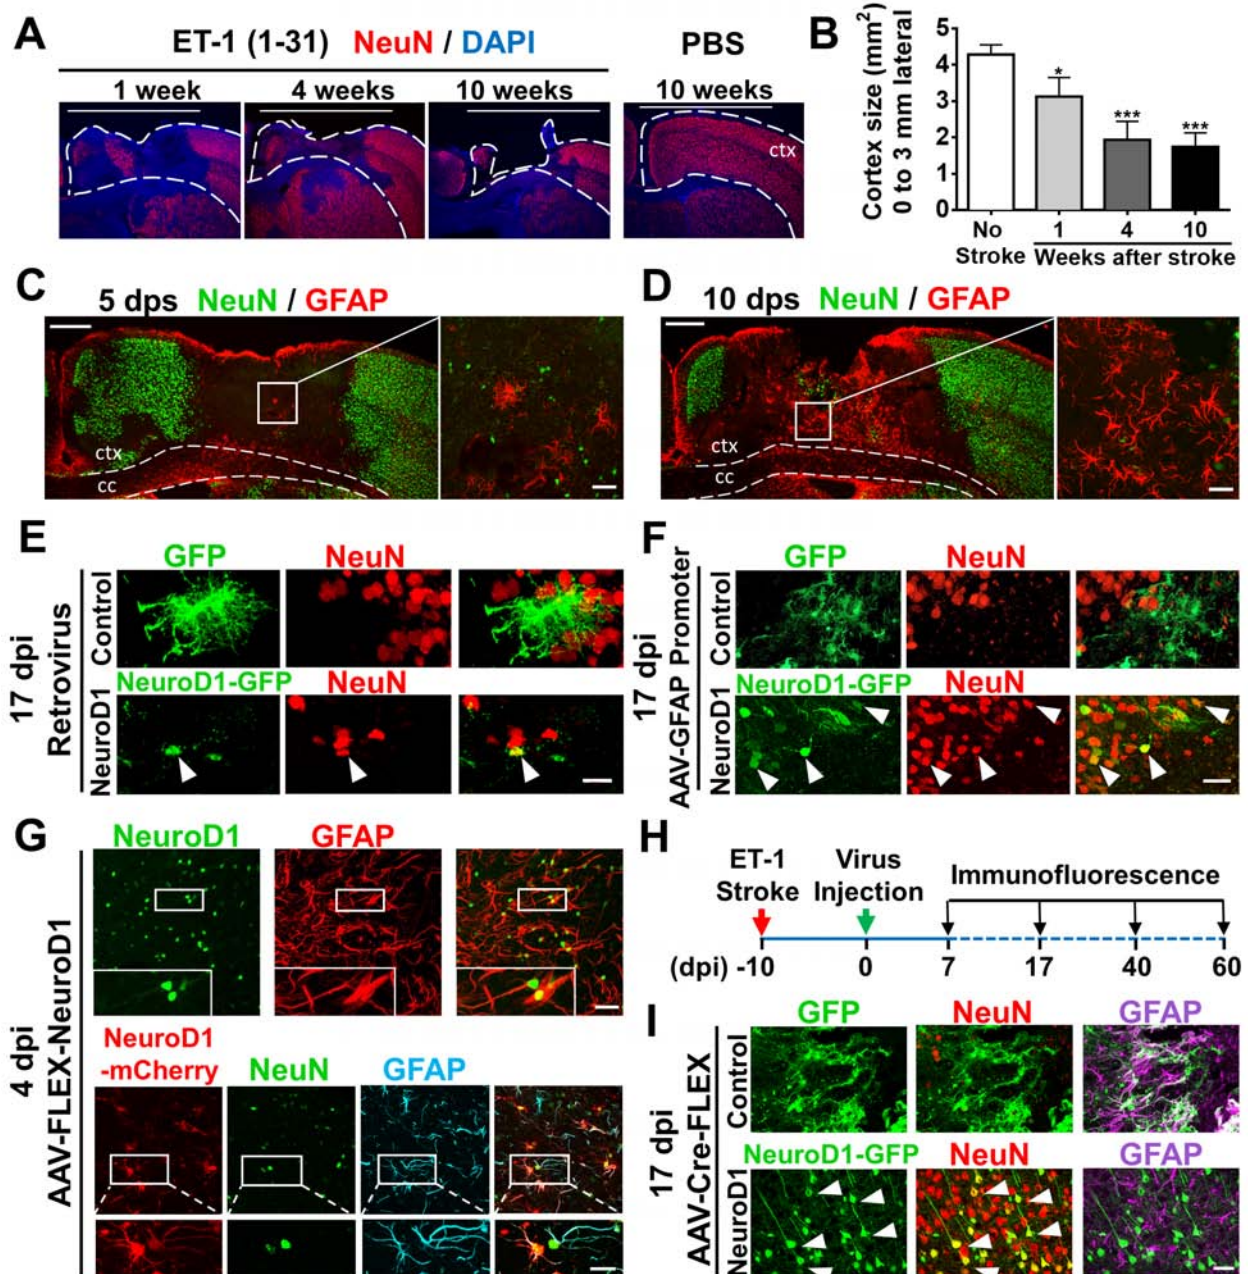 A
ET-1 (1-31) NeuN / DAPI
PBS
1 week
4 weeks
10 weeks
10 weeks
ctx
B
Cortex size (mm²)
0 to 3 mm lateral
5
4
3
2
1
0
*
***
***
No
Stroke
1
4
10
Weeks after stroke
C
5 dps NeuN / GFAP
ctx
cc
D
10 dps NeuN / GFAP
ctx
cc
E
17 dpi
Retrovirus
GFP
NeuN
Control
NeuroD1-GFP
NeuN
NeuroD1
F
17 dpi
AAV-GFAP Promoter
GFP
NeuN
Control
NeuroD1-GFP
NeuN
NeuroD1
G
4 dpi
AAV-FLEX-NeuroD1
NeuroD1
GFAP
NeuroD1
-mCherry
NeuN
GFAP
H
ET-1
Stroke
Virus
Injection
Immunofluorescence
(dpi) -10 0 7 17 40 60
I
17 dpi
AAV-Cre-FLEX
GFP
NeuN
GFAP
Control
NeuroD1-GFP
NeuN
GFAP
NeuroD1